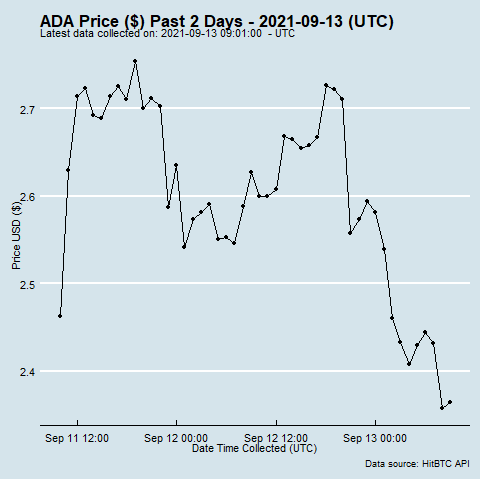 ADA Price ($) Past 2 Days - 2021-09-13 (UTC)
Latest data collected on: 2021-09-13 09:01:00 - UTC
2.7
2.6
2.5
2.4
Price USD ($)
Sep 11 12:00 Sep 12 00:00 Sep 12 12:00 Sep 13 00:00
Date Time Collected (UTC)
Data source: HitBTC API